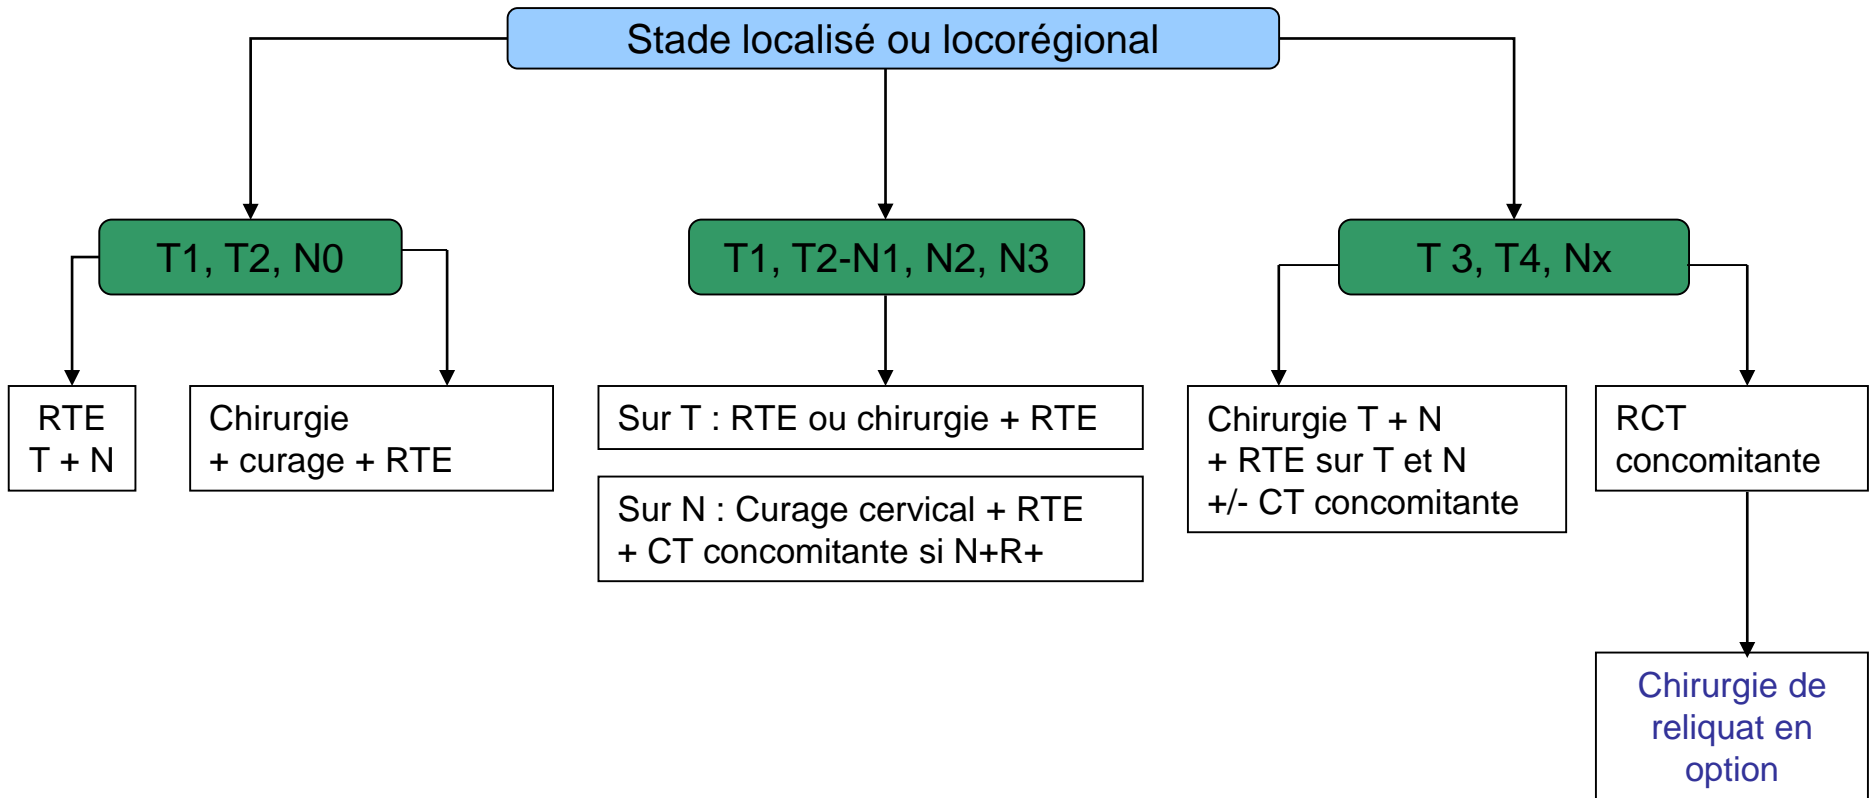 Stade localisé ou locorégional
T1, T2, N0
T1, T2-N1, N2, N3
T 3, T4, Nx
RTE
T + N
Chirurgie
+ curage + RTE
Sur T : RTE ou chirurgie + RTE
Sur N : Curage cervical + RTE
+ CT concomitante si N+R+
Chirurgie T + N
+ RTE sur T et N
+/- CT concomitante
RCT
concomitante
Chirurgie de
reliquat en
option